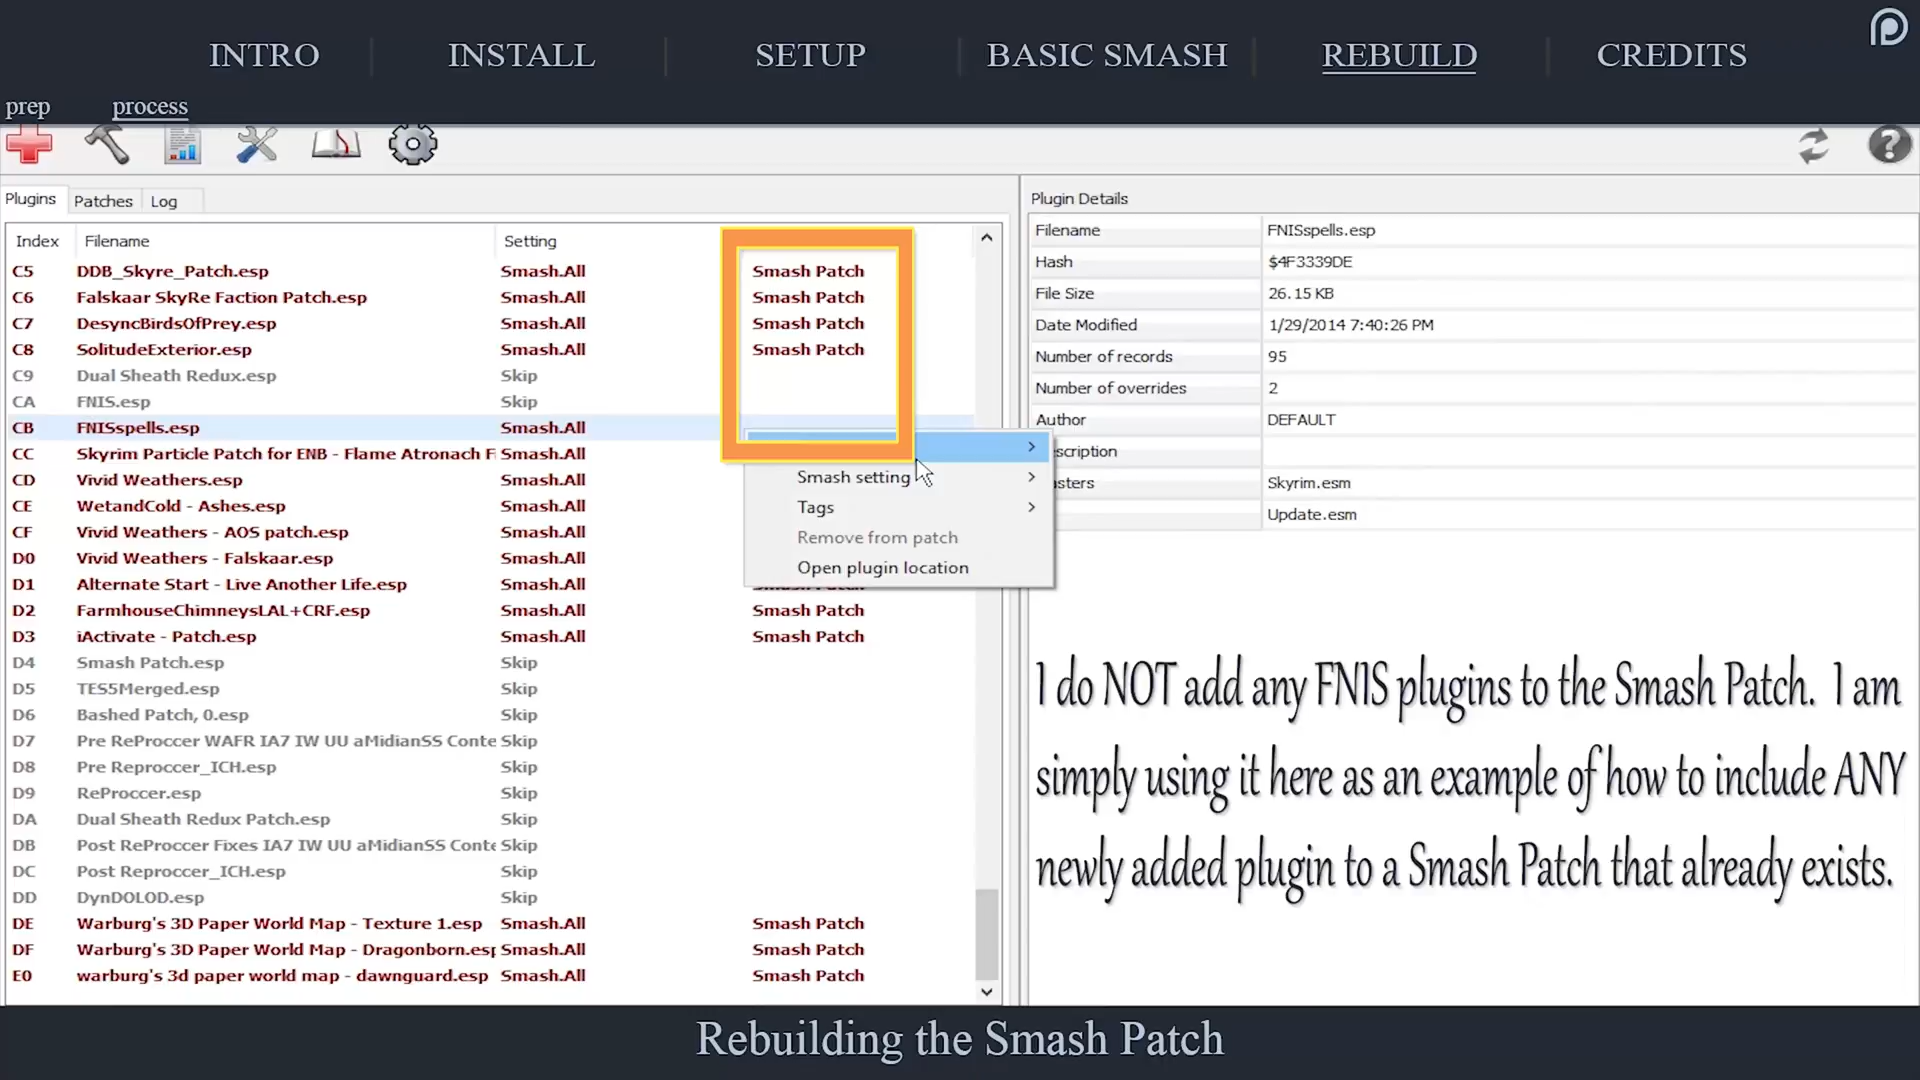 INTRO
INSTALL
SETUP
BASIC SMASH
REBUILD
CREDITS
prep
process
Plugins
Patches
Log
Index Filename Setting
C5 DDB_Skyre_Patch.esp Smash.All Smash Patch
C6 Falskaar SkyRe Faction Patch.esp Smash.All Smash Patch
C7 DesyncBirdsOfPrey.esp Smash.All Smash Patch
C8 SolitudeExterior.esp Smash.All Smash Patch
C9 Dual Sheath Redux.esp Skip
CA FNIS.esp Skip
CB FNISspells.esp Smash.All
CC Skyrim Particle Patch for ENB - Flame Atronach F Smash.All
CD Vivid Weathers.esp Smash.All
CE WetandCold - Ashes.esp Smash.All
CF Vivid Weathers - AOS patch.esp Smash.All
D0 Vivid Weathers - Falskaar.esp Smash.All
D1 Alternate Start - Live Another Life.esp Smash.All
D2 FarmhouseChimneysLAL+CRF.esp Smash.All Smash Patch
D3 iActivate - Patch.esp Smash.All Smash Patch
D4 Smash Patch.esp Skip
D5 TES5Merged.esp Skip
D6 Bashed Patch, 0.esp Skip
D7 Pre ReProccer WAFR IA7 IW UU aMidianSS Conte Skip
D8 Pre Reproccer_ICH.esp Skip
D9 ReProccer.esp Skip
DA Dual Sheath Redux Patch.esp Skip
DB Post ReProccer Fixes IA7 IW UU aMidianSS Conte Skip
DC Post Reproccer_ICH.esp Skip
DD DynDOLOD.esp Skip
DE Warburg's 3D Paper World Map - Texture 1.esp Smash.All Smash Patch
DF Warburg's 3D Paper World Map - Dragonborn.esp Smash.All Smash Patch
E0 warburg's 3d paper world map - dawnguard.esp Smash.All Smash Patch
Smash setting
Tags
Remove from patch
Open plugin location
Plugin Details
Filename FNISspells.esp
Hash $4F3339DE
File Size 26.15 KB
Date Modified 1/29/2014 7:40:26 PM
Number of records 95
Number of overrides 2
Author DEFAULT
escription
asters Skyrim.esm
Update.esm
I do NOT add any FNIS plugins to the Smash Patch. I am
simply using it here as an example of how to include ANY
newly added plugin to a Smash Patch that already exists.
Rebuilding the Smash Patch